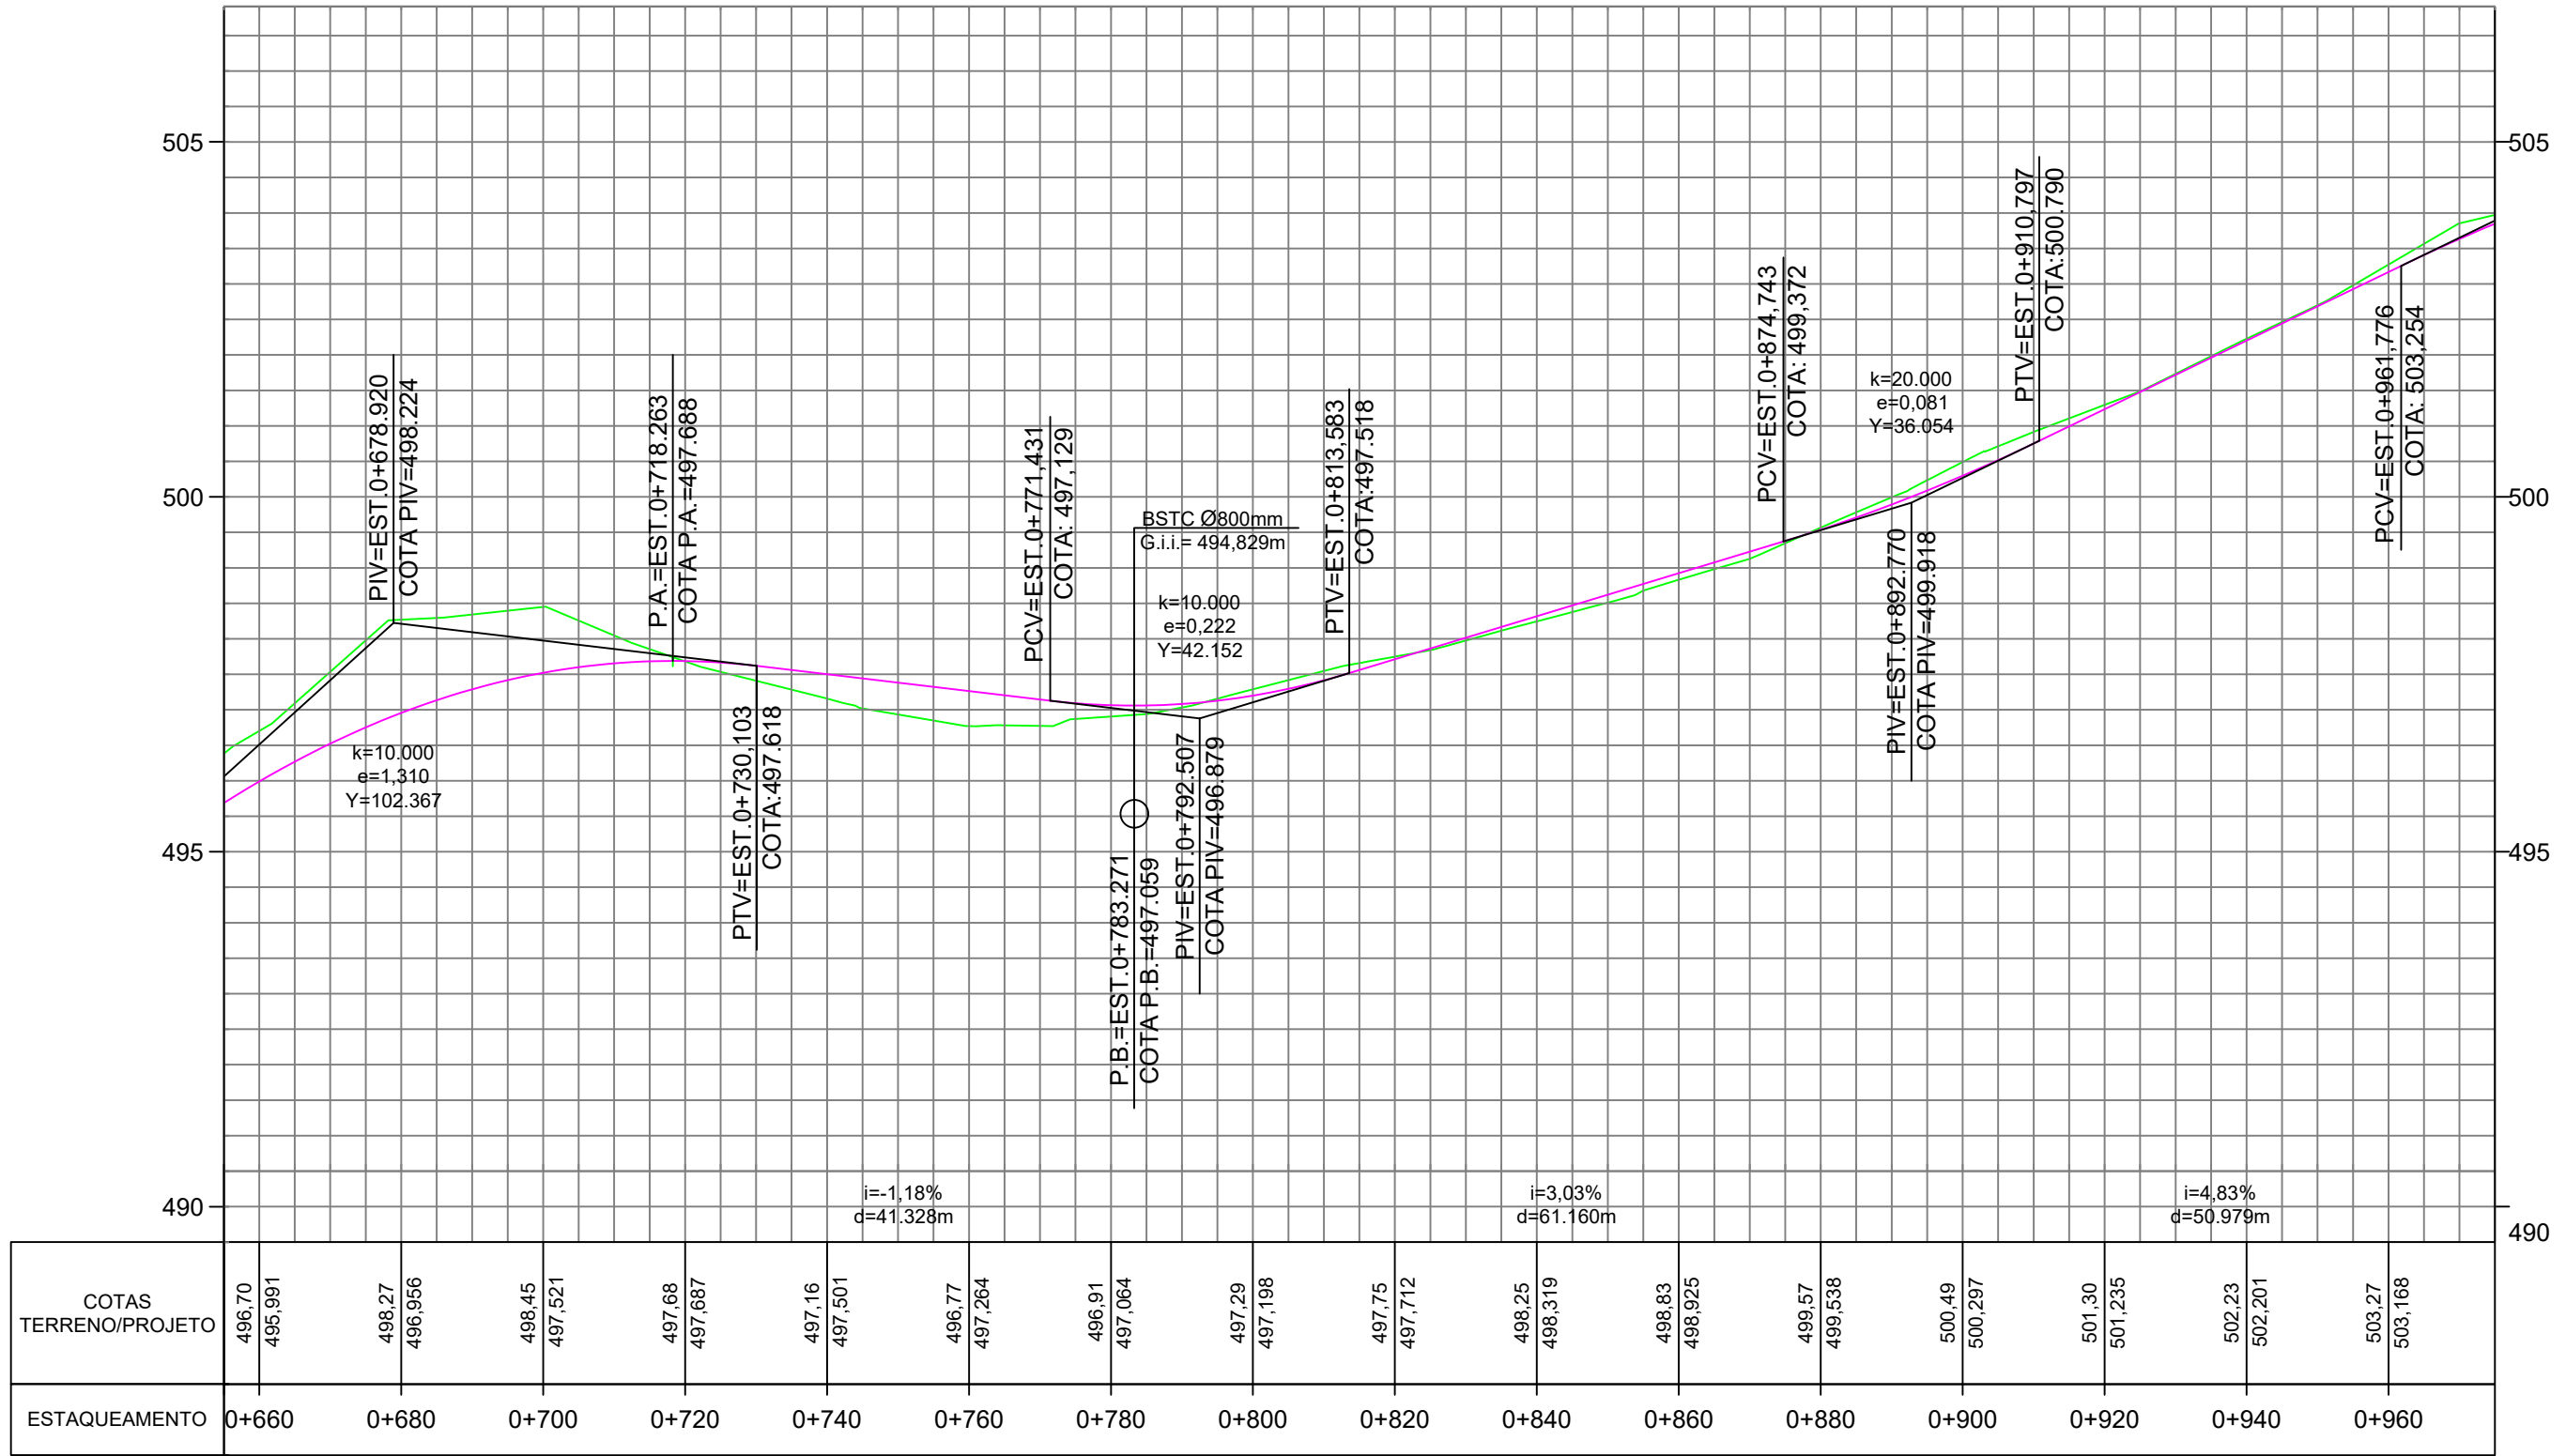 505
500
495
490
505
500
495
490
PIV=EST.0+678.920
COTA PIV=498.224
k=10.000
e=1,310
Y=102.367
P.A.=EST.0+718.263
COTA P.A.=497.688
PTV=EST.0+730,103
COTA:497.618
PCV=EST.0+771,431
COTA: 497,129
BSTC Ø800mm
G.i.i.= 494,829m
k=10.000
e=0,222
Y=42.152
P.B.=EST.0+783.271
COTA P.B.=497.059
PIV=EST.0+792.507
COTA PIV=496.879
PTV=EST.0+813,583
COTA:497.518
PCV=EST.0+874,743
COTA: 499,372
k=20.000
e=0,081
Y=36.054
PIV=EST.0+892.770
COTA PIV=499.918
PTV=EST.0+910,797
COTA:500.790
PCV=EST.0+961,776
COTA: 503,254
i=-1,18%
d=41.328m
i=3,03%
d=61.160m
i=4,83%
d=50.979m
COTAS
TERRENO/PROJETO
496,70
495,991
498,27
496,956
498,45
497,521
497,68
497,687
497,16
497,501
496,77
497,264
496,91
497,064
497,29
497,198
497,75
497,712
498,25
498,319
498,83
498,925
499,57
499,538
500,49
500,297
501,30
501,235
502,23
502,201
503,27
503,168
ESTAQUEAMENTO
0+660
0+680
0+700
0+720
0+740
0+760
0+780
0+800
0+820
0+840
0+860
0+880
0+900
0+920
0+940
0+960